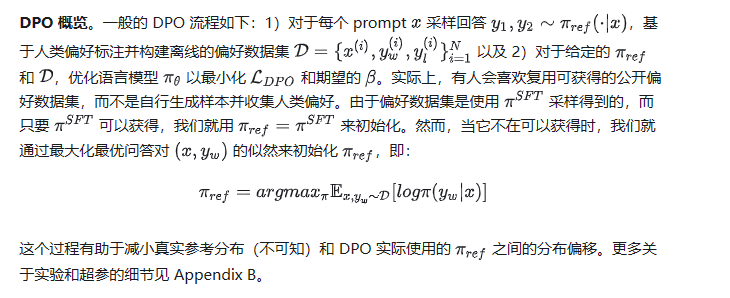 DPO 概览。一般的 DPO 流程如下：1）对于每个 prompt $x$ 采样回答 $y_1, y_2 \sim \pi_{ref}(\cdot|x)$，基
于人类偏好标注并构建离线的偏好数据集 $\mathcal{D} = \{x^{(i)}, y_w^{(i)}, y_l^{(i)}\}_{i=1}^N$ 以及 2）对于给定的 $\pi_{ref}$
和 $\mathcal{D}$，优化语言模型 $\pi_\theta$ 以最小化 $\mathcal{L}_{DPO}$ 和期望的 $\beta$。实际上，有人会喜欢复用可获得的公开偏
好数据集，而不是自行生成样本并收集人类偏好。由于偏好数据集是使用 $\pi^{SFT}$ 采样得到的，而
只要 $\pi^{SFT}$ 可以获得，我们就用 $\pi_{ref} = \pi^{SFT}$ 来初始化。然而，当它不在可以获得时，我们就
通过最大化最优问答对 $(x, y_w)$ 的似然来初始化 $\pi_{ref}$，即：
$\pi_{ref} = argmax_\pi \mathbb{E}_{x, y_w \sim \mathcal{D}}[log\pi(y_w|x)]$
这个过程有助于减小真实参考分布（不可知）和 DPO 实际使用的 $\pi_{ref}$ 之间的分布偏移。更多关
于实验和超参的细节见 Appendix B。